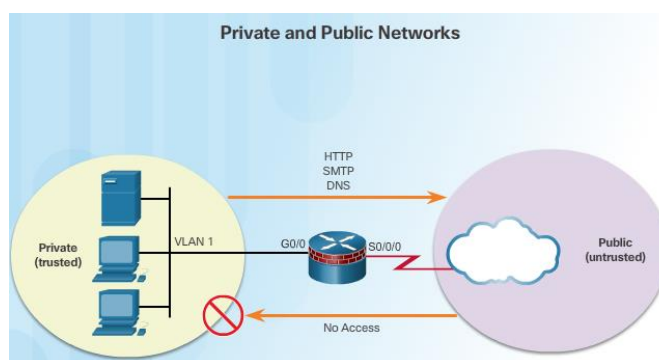 Private and Public Networks
HTTP
SMTP
DNS
Private
(trusted)
VLAN 1
G0/0
S0/0/0
Public
(untrusted)
No Access